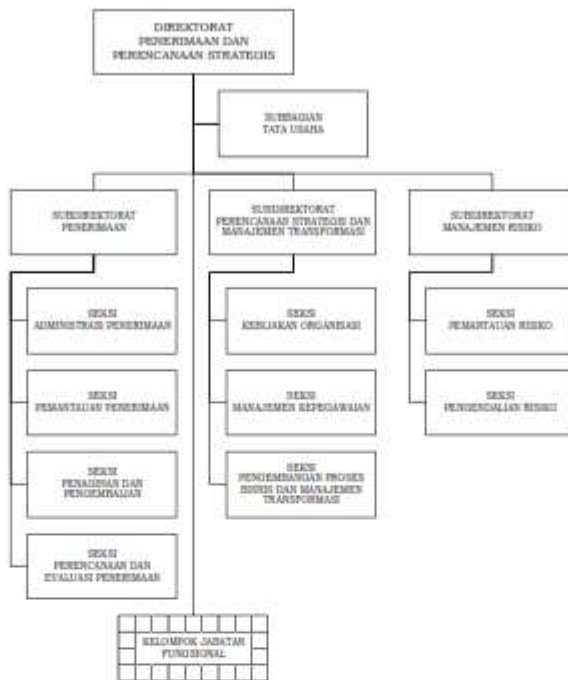 DIREKTORAT
PENERIMAAN DAN
PERENCANAAN STRATEGIS
SUBBAGIAN
TATA USAHA
SUBDIREKTORAT
PENERIMAAN
SUBDIREKTORAT
PERENCANAAN STRATEGIS DAN
MANAJEMEN TRANSFORMASI
SUBDIREKTORAT
MANAJEMEN RISIKO
SEKSI
ADMINISTRASI PENERIMAAN
SEKSI
KEBIJAKAN ORGANISASI
SEKSI
PEMANTAUAN RISIKO
SEKSI
PEMANTAUAN PENERIMAAN
SEKSI
MANAJEMEN KEPEGAWAIAN
SEKSI
PENGENDALIAN RISIKO
SEKSI
PENAGIHAN DAN
PENGEMBALIAN
SEKSI
PENGEMBANGAN PROSES
BISNIS DAN MANAJEMEN
TRANSFORMASI
SEKSI
PERENCANAAN DAN
EVALUASI PENERIMAAN
KELOMPOK JABATAN
FUNGSIONAL